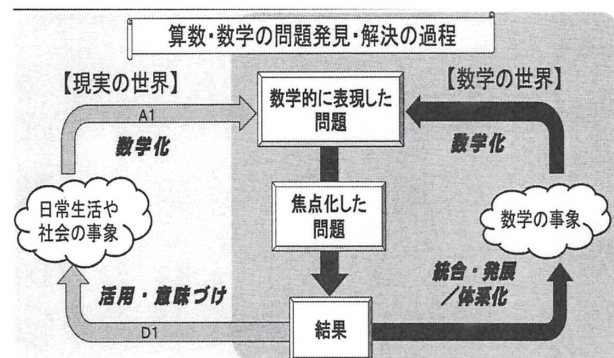 算数・数学の問題発見・解決の過程
【現実の世界】
【数学の世界】
A1
数学的に表現した
問題
数学化
数学化
日常生活や
社会の事象
焦点化した
問題
数学の事象
活用・意味づけ
統合・発展
/体系化
D1
結果